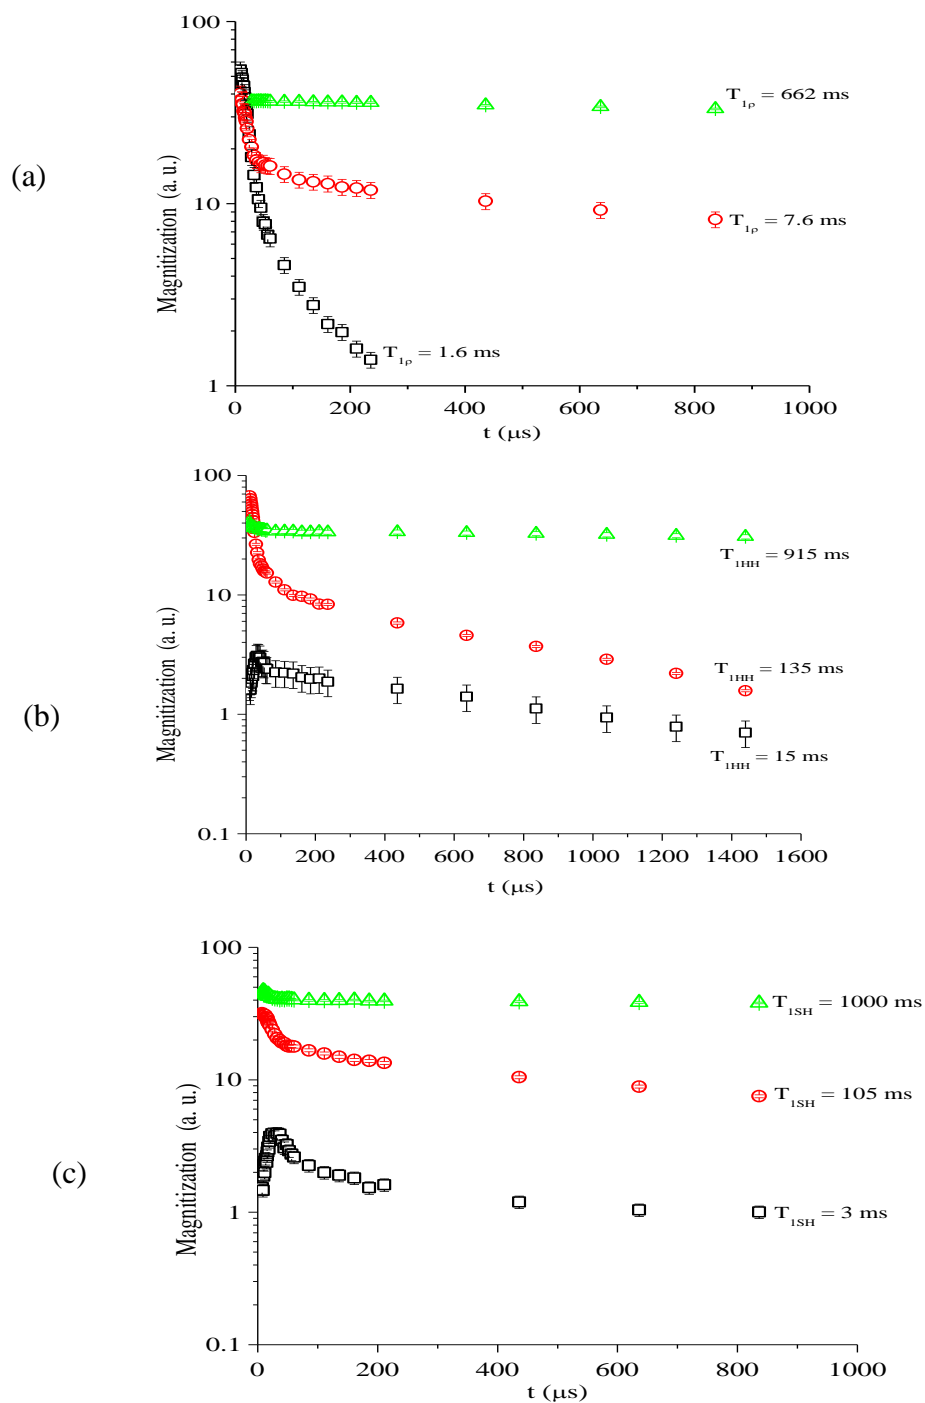 (a)
Magnitization (a. u.)
100
10
1
T1ρ = 662 ms
T1ρ = 7.6 ms
T1ρ = 1.6 ms
0 200 400 600 800 1000
t (μs)
(b)
Magnitization (a. u.)
100
10
1
0.1
T1HH = 915 ms
T1HH = 135 ms
T1HH = 15 ms
0 200 400 600 800 1000 1200 1400 1600
t (μs)
(c)
Magnitization (a. u.)
100
10
1
0.1
T1SH = 1000 ms
T1SH = 105 ms
T1SH = 3 ms
0 200 400 600 800 1000
t (μs)